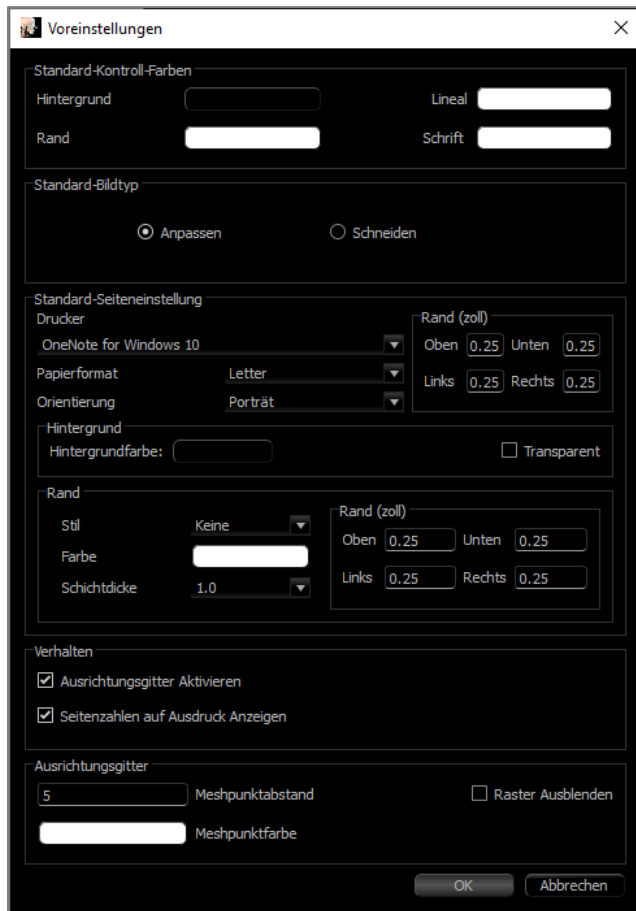 Voreinstellungen
Standard-Kontroll-Farben
Hintergrund Lineal
Rand Schrift
Standard-Bildtyp
Anpassen Schneiden
Standard-Seiteneinstellung
Drucker Rand (zoll)
OneNote for Windows 10 Oben 0.25 Unten 0.25
Papierformat Letter Links 0.25 Rechts 0.25
Orientierung Porträt
Hintergrund
Hintergrundfarbe: Transparent
Rand
Rand (zoll)
Stil Keine Oben 0.25 Unten 0.25
Farbe
Links 0.25 Rechts 0.25
Schichtdicke 1.0
Verhalten
Ausrichtungsgitter Aktivieren
Seitenzahlen auf Ausdruck Anzeigen
Ausrichtungsgitter
5 Meshpunktabstand Raster Ausblenden
Meshpunktfarbe
OK Abbrechen